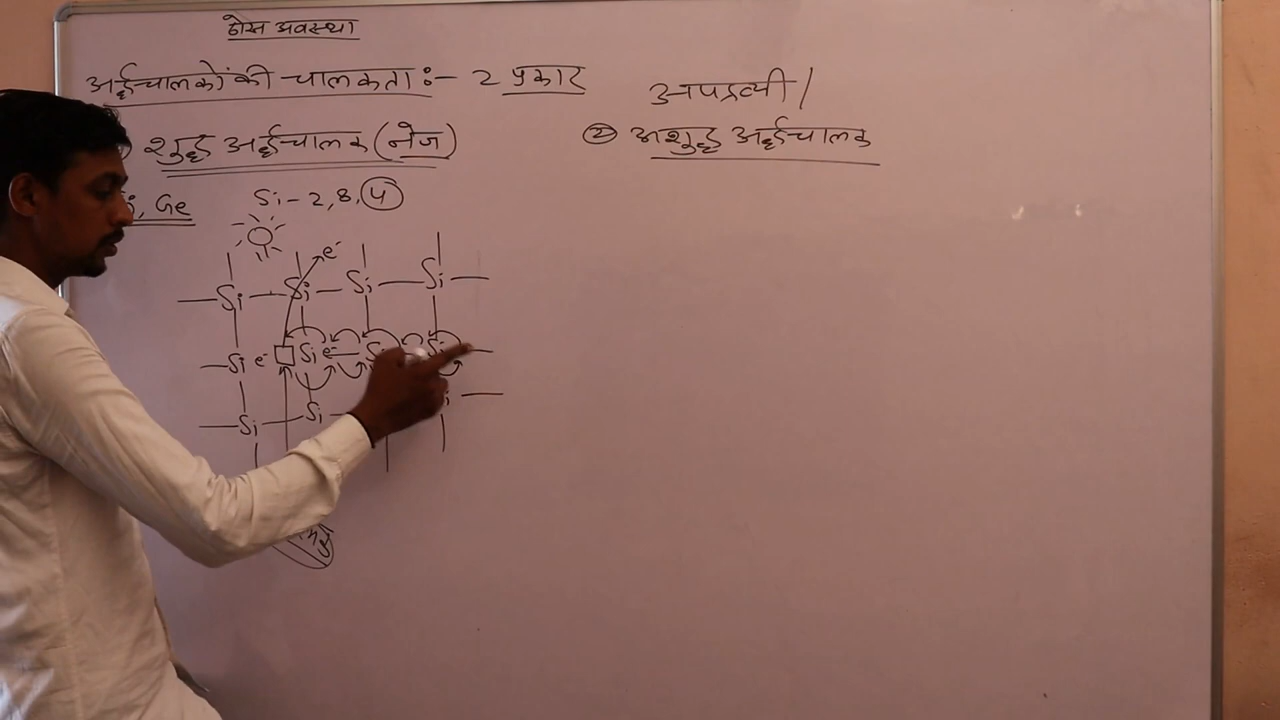 ठोस अवस्था
अर्द्धचालकों की चालकता :- 2 प्रकार
शुद्ध अर्द्धचालक (नेज)
Si - 2, 8, 4
, Ge
e-
Si Si Si Si
Si e- Si e-
Si Si
अपद्रव्यी /
② अशुद्ध अर्द्धचालक